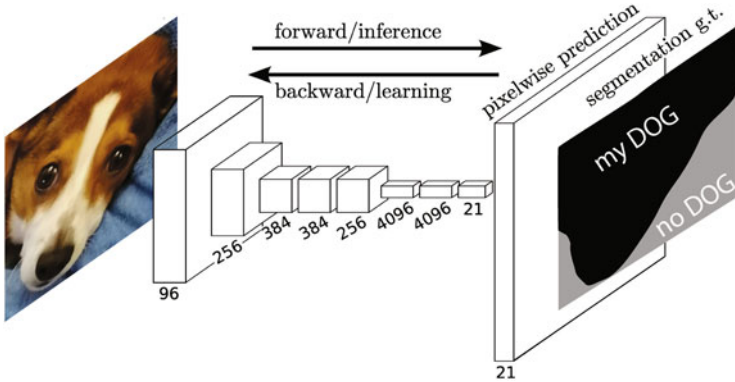 forward/inference
backward/learning
pixelwise prediction
segmentation g.t.
my DOG
no DOG
96
256
384
384
256
4096
4096
21
21